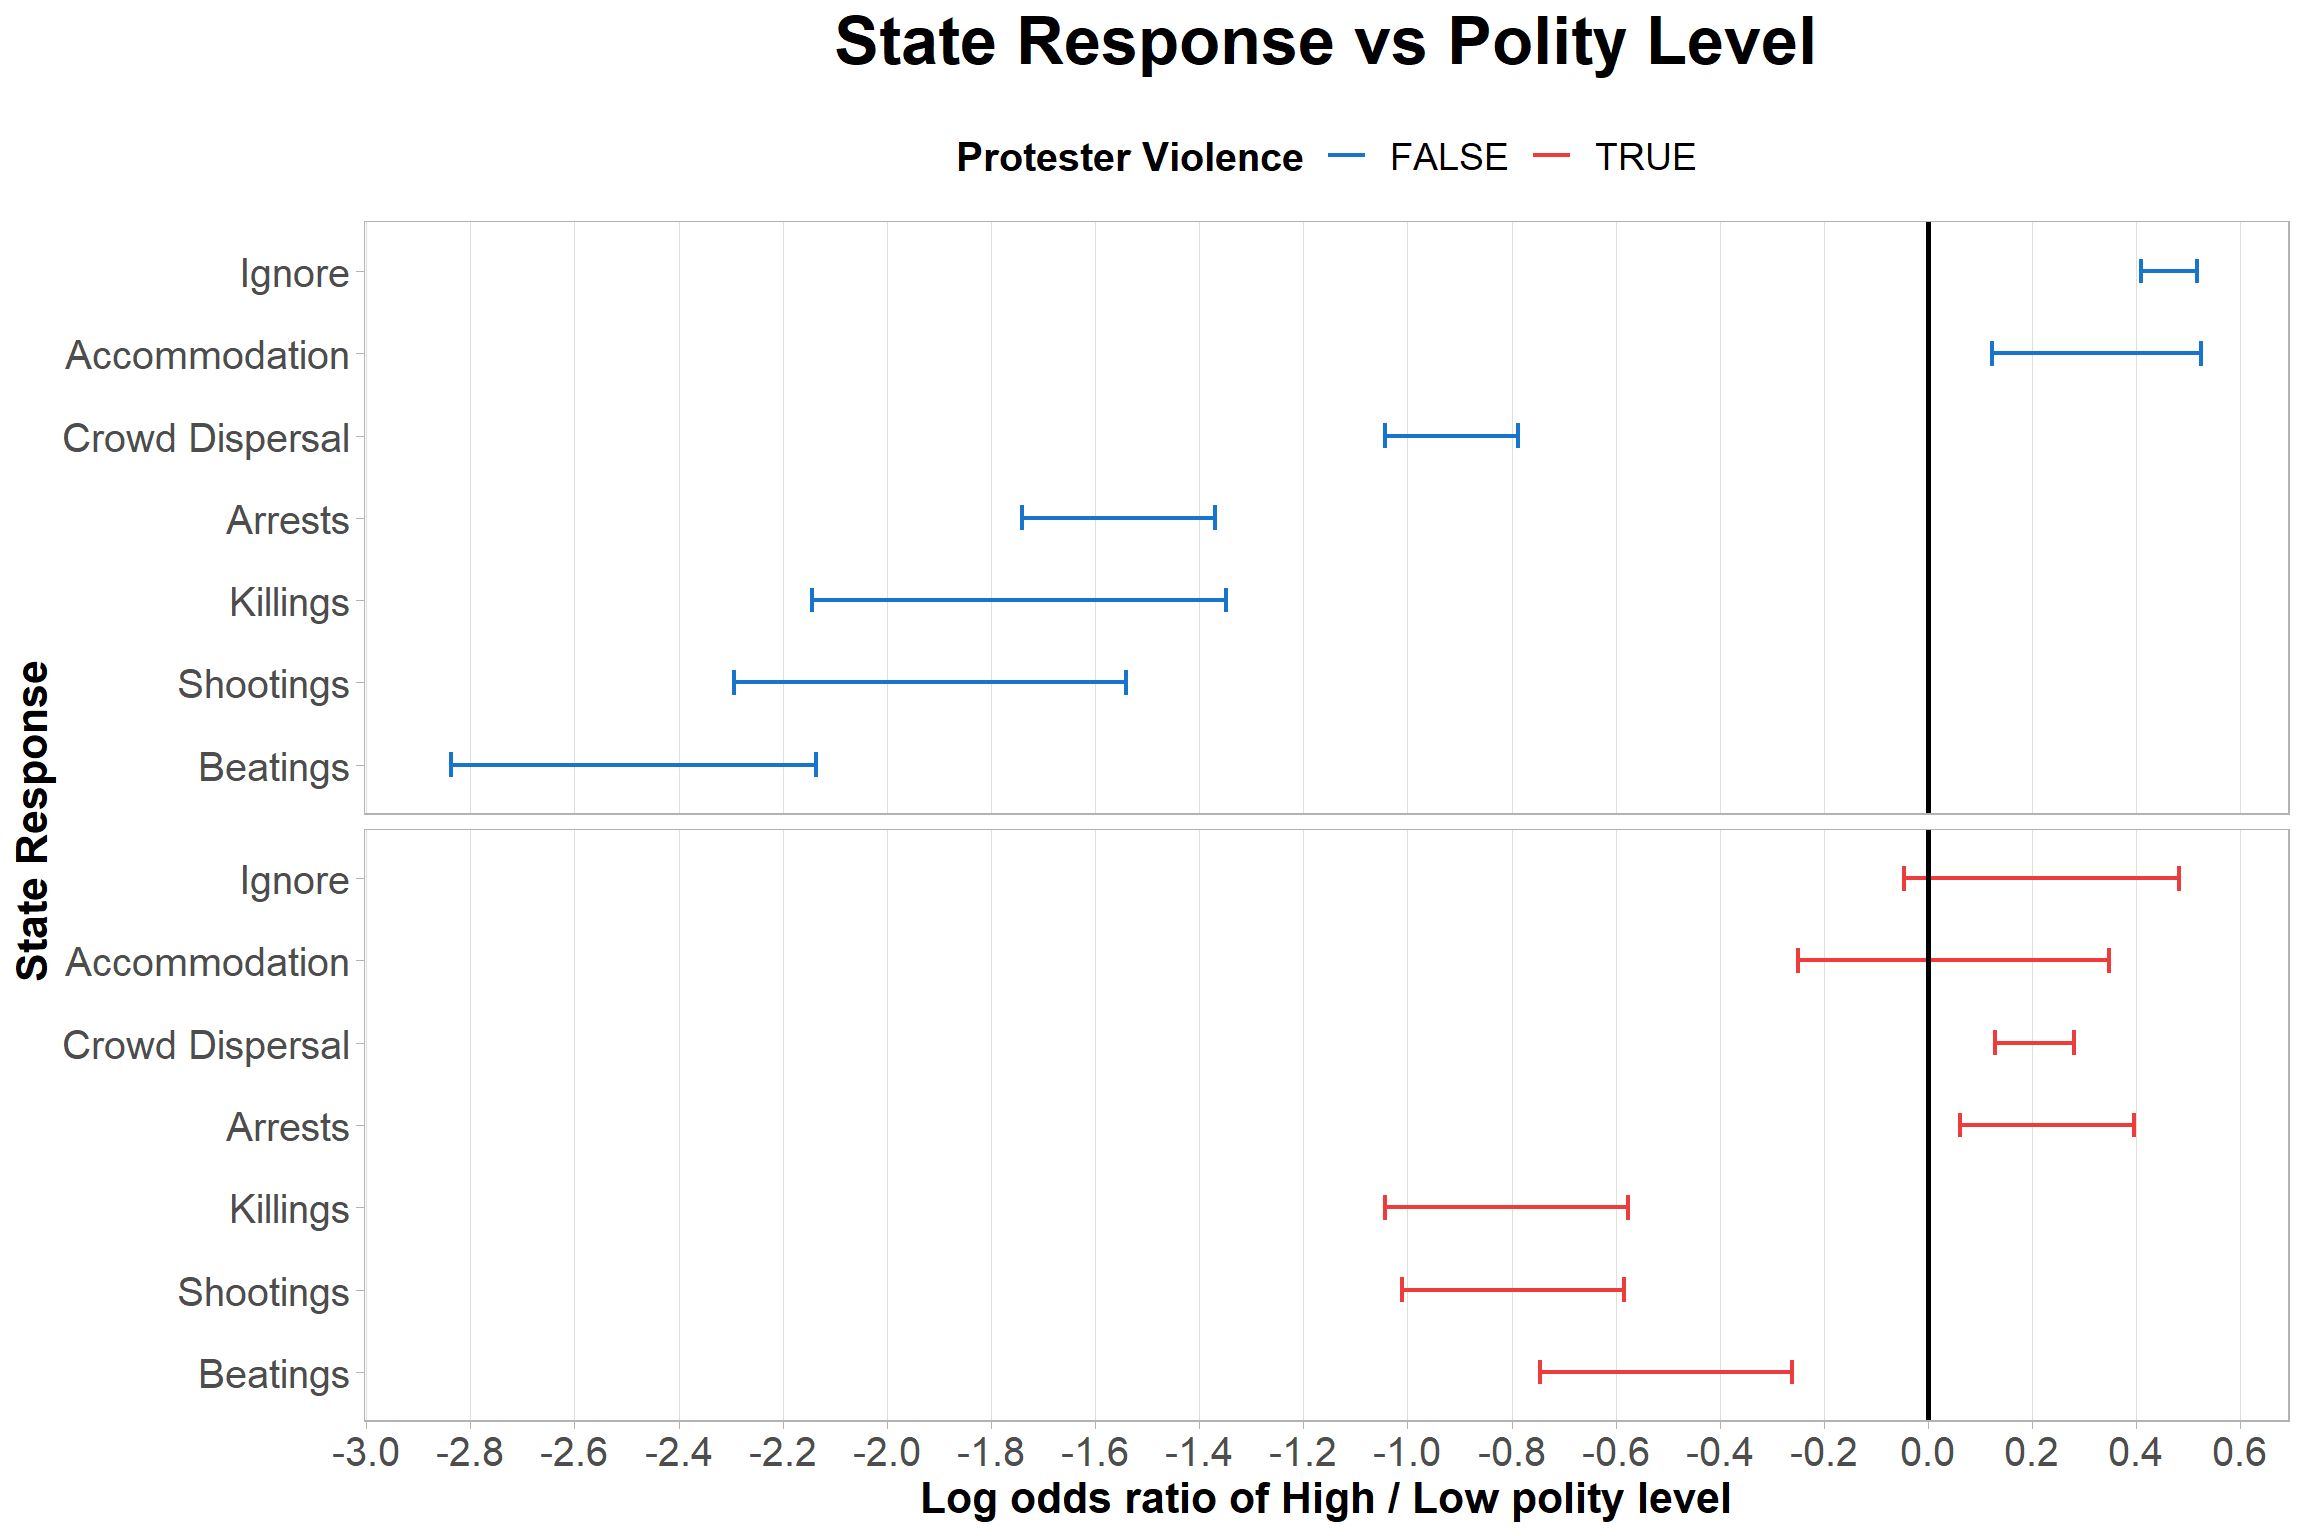 State Response vs Polity Level
Protester Violence FALSE TRUE
State Response
Ignore
Accommodation
Crowd Dispersal
Arrests
Killings
Shootings
Beatings
Ignore
Accommodation
Crowd Dispersal
Arrests
Killings
Shootings
Beatings
-3.0 -2.8 -2.6 -2.4 -2.2 -2.0 -1.8 -1.6 -1.4 -1.2 -1.0 -0.8 -0.6 -0.4 -0.2 0.0 0.2 0.4 0.6
Log odds ratio of High / Low polity level